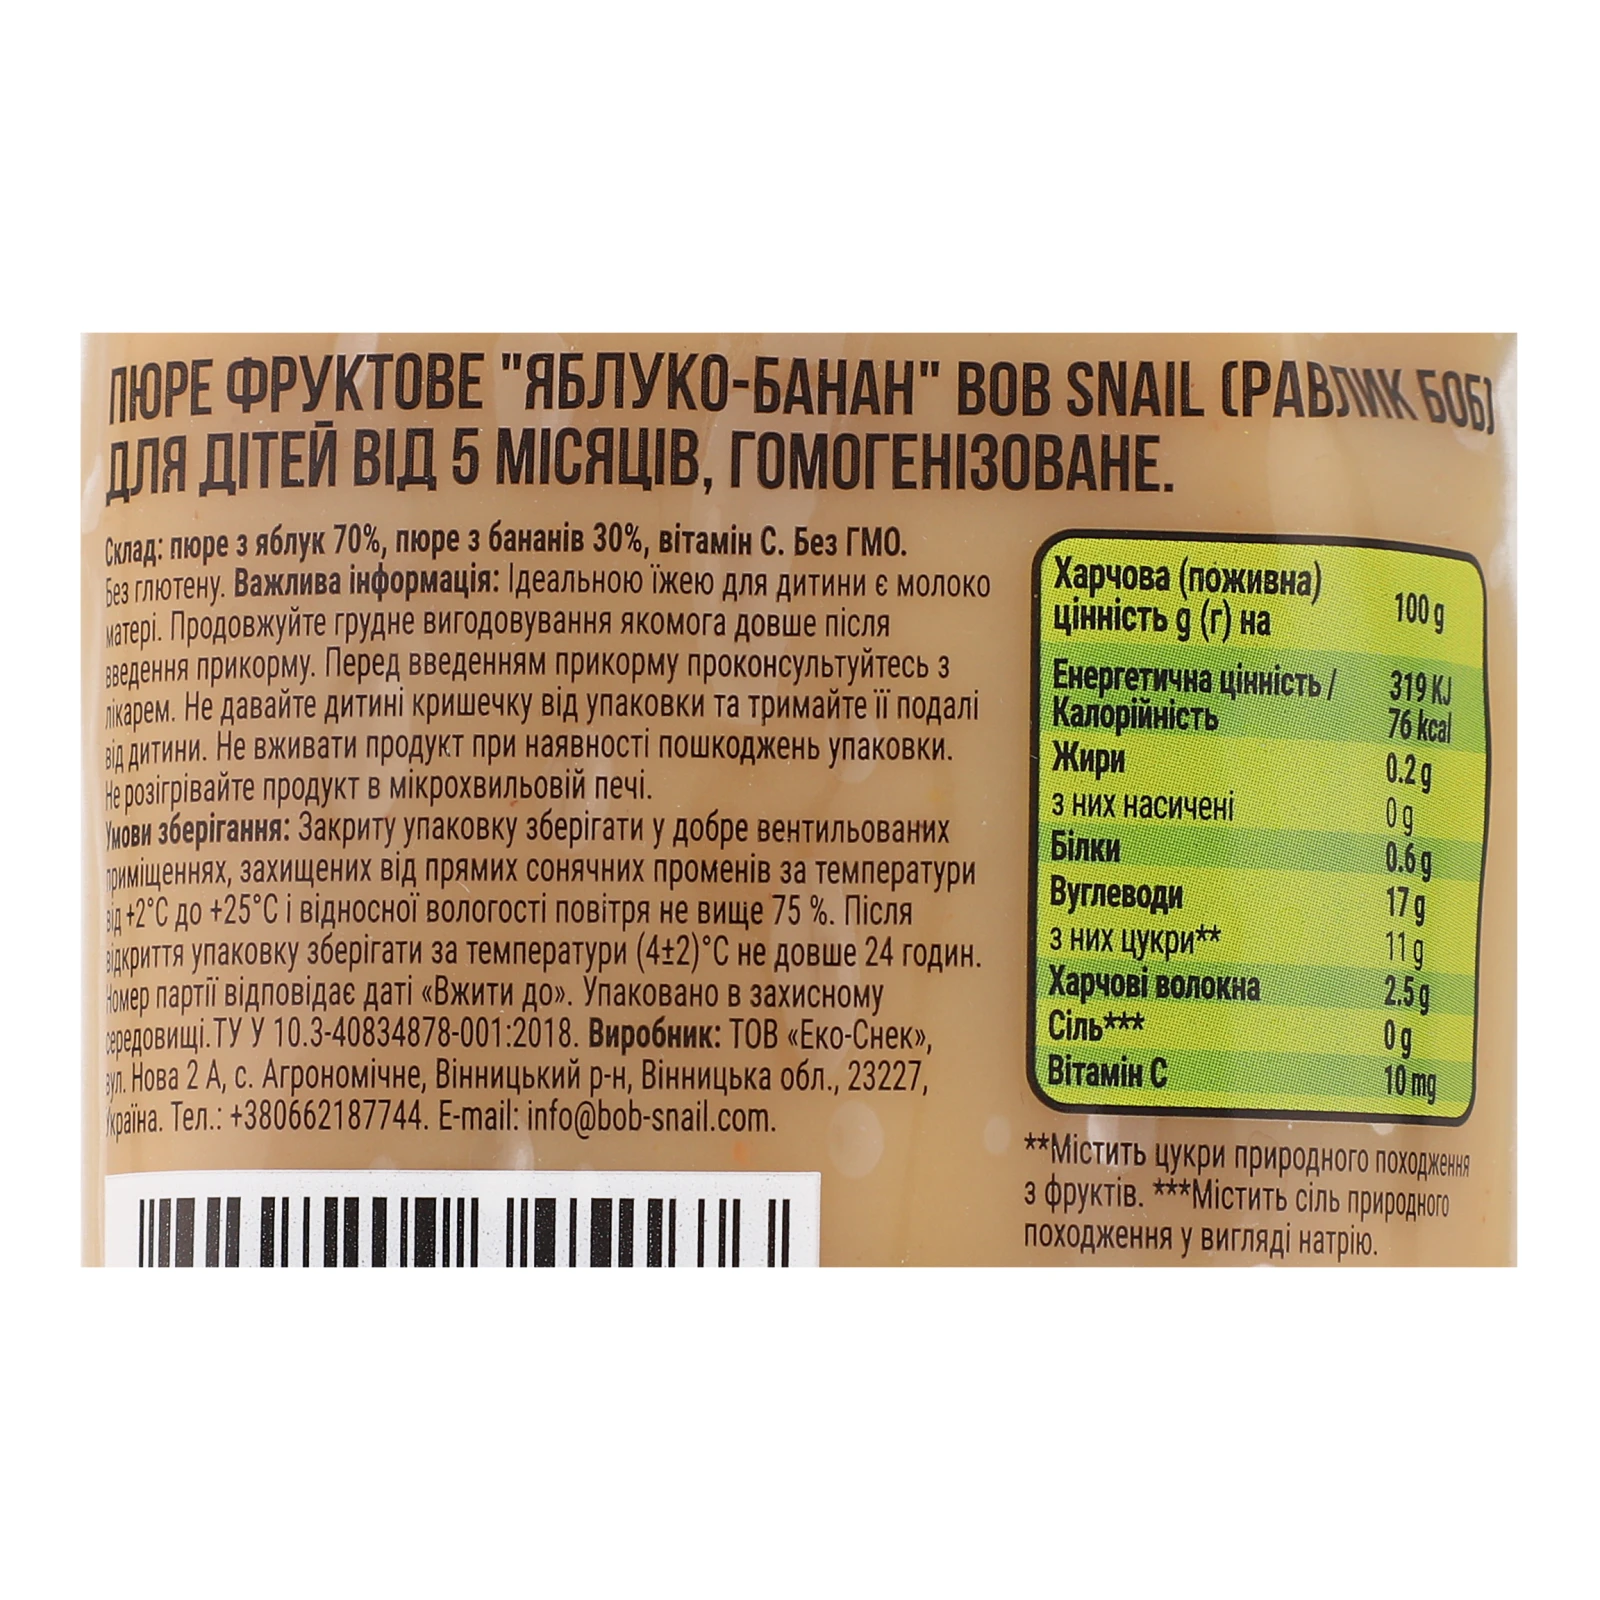 ПЮРЕ ФРУКТОВЕ "ЯБЛУКО-БАНАН" BOB SNAIL (РАВЛИК БОБ)
ДЛЯ ДІТЕЙ ВІД 5 МІСЯЦІВ, ГОМОГЕНІЗОВАНЕ.
Склад: пюре з яблук 70%, пюре з бананів 30%, вітамін С. Без ГМО.
Без глютену. Важлива інформація: Ідеальною їжею для дитини є молоко
матері. Продовжуйте грудне вигодовування якомога довше після
введення прикорму. Перед введенням прикорму проконсультуйтесь з
лікарем. Не давайте дитині кришечку від упаковки та тримайте її подалі
від дитини. Не вживати продукт при наявності пошкоджень упаковки.
Не розігрівайте продукт в мікрохвильовій печі.
Умови зберігання: Закриту упаковку зберігати у добре вентильованих
приміщеннях, захищених від прямих сонячних променів за температури
від +2°С до +25°С і відносної вологості повітря не вище 75 %. Після
відкриття упаковку зберігати за температури (4±2)°С не довше 24 годин.
Номер партії відповідає даті «Вжити до». Упаковано в захисному
середовищі.ТУ У 10.3-40834878-001:2018. Виробник: ТОВ «Еко-Снек»,
вул. Нова 2 А, с. Агрономічне, Вінницький р-н, Вінницька обл., 23227,
Україна. Тел.: +380662187744. E-mail: info@bob-snail.com.
Харчова (поживна)
цінність g (г) на 100 g
Енергетична цінність / 319 KJ
Калорійність 76 kcal
Жири 0.2 g
з них насичені 0 g
Білки 0.6 g
Вуглеводи 17 g
з них цукри** 11 g
Харчові волокна 2.5 g
Сіль*** 0 g
Вітамін С 10 mg
**Містить цукри природного походження
з фруктів. ***Містить сіль природного
походження у вигляді натрію.